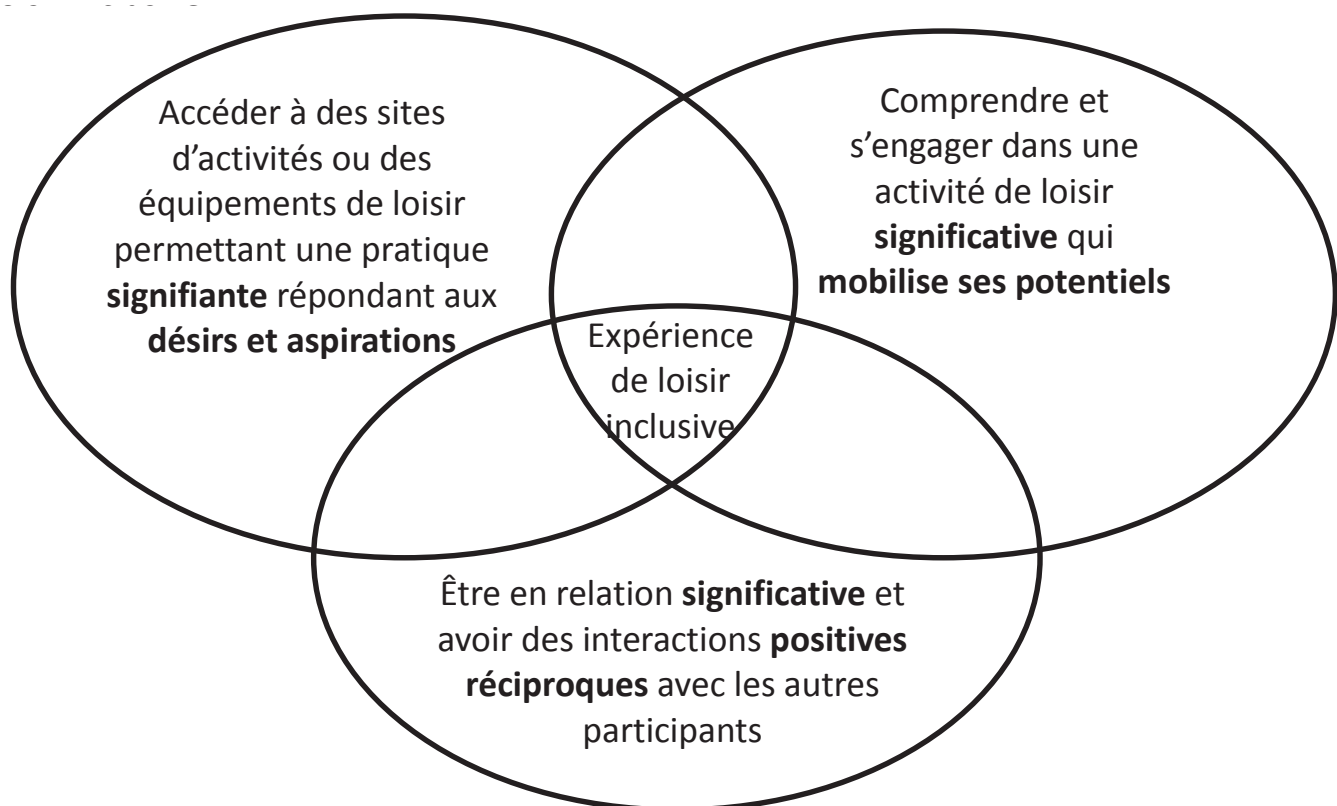 Accéder à des sites
d’activités ou des
équipements de loisir
permettant une pratique
signifiante répondant aux
désirs et aspirations
Comprendre et
s’engager dans une
activité de loisir
significative qui
mobilise ses potentiels
Expérience
de loisir
inclusive
Être en relation significative et
avoir des interactions positives
réciproques avec les autres
participants